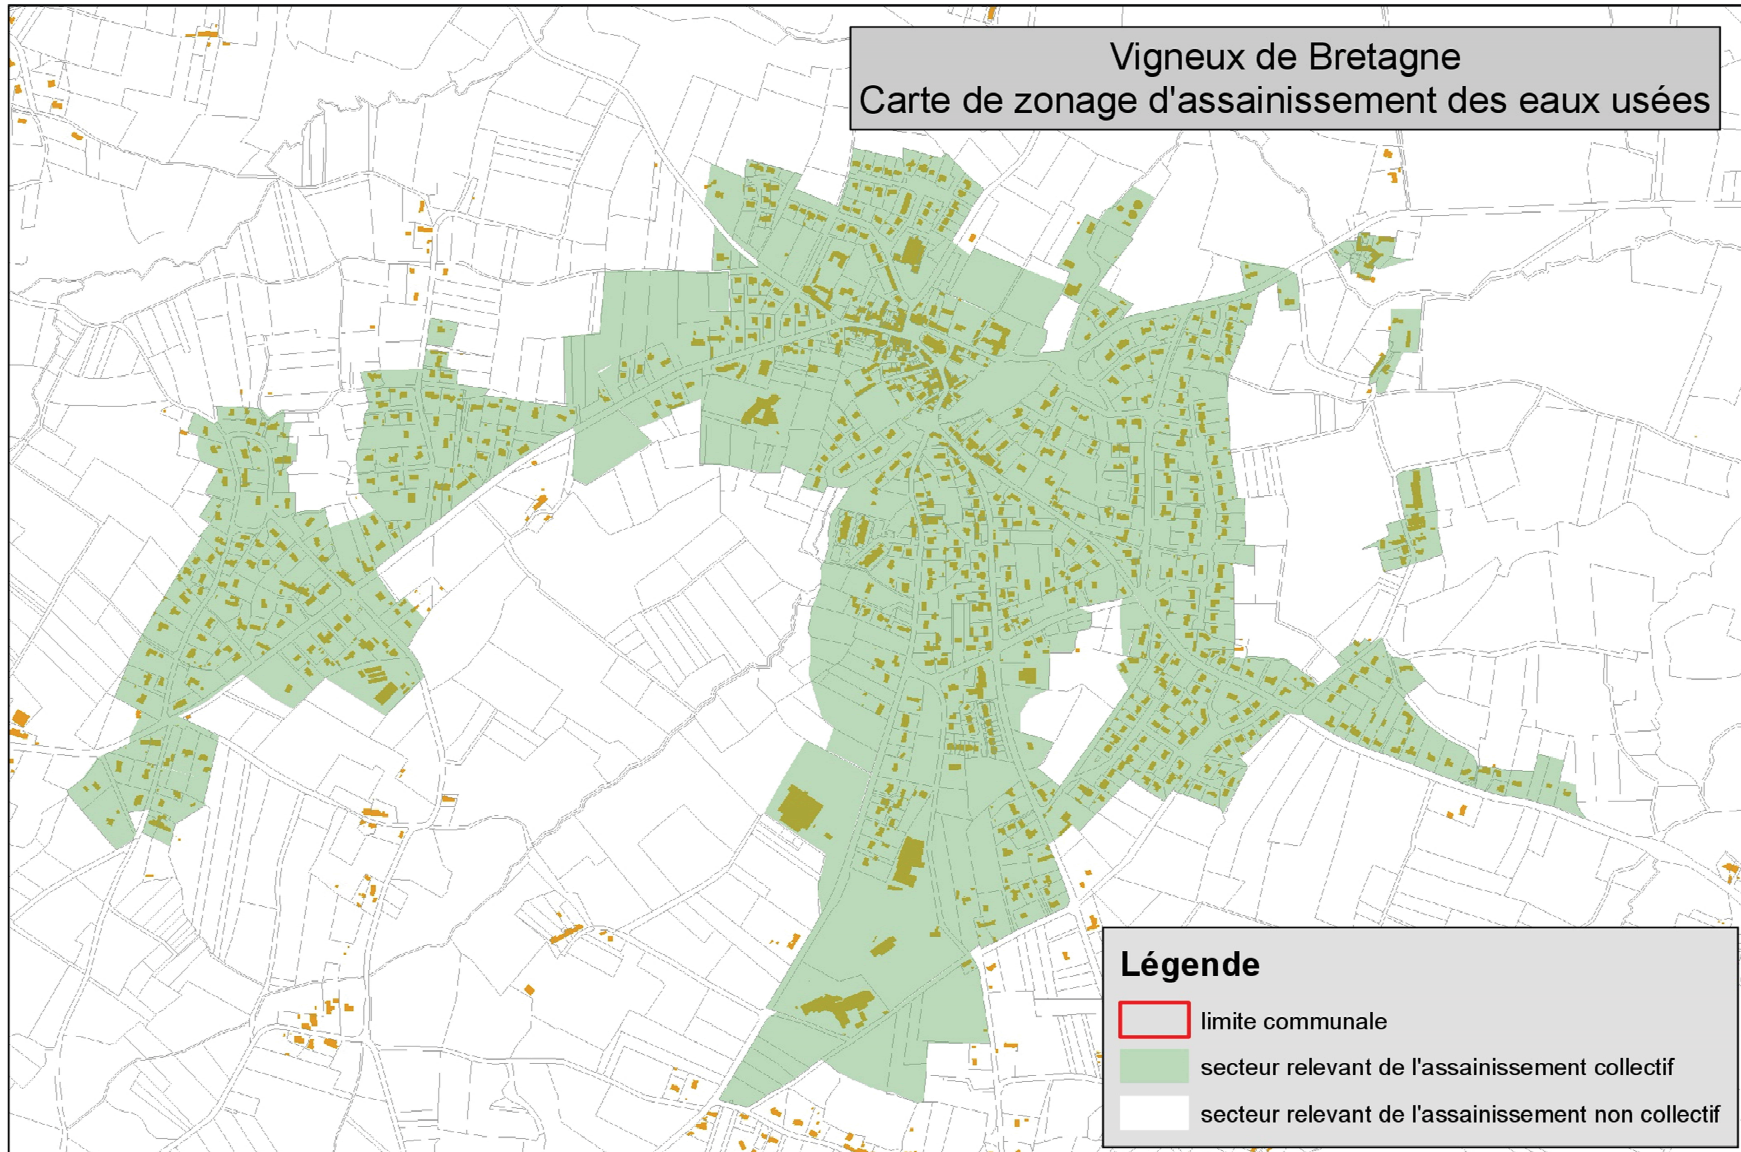 Vigneux de Bretagne
Carte de zonage d'assainissement des eaux usées
Légende
limite communale
secteur relevant de l'assainissement collectif
secteur relevant de l'assainissement non collectif